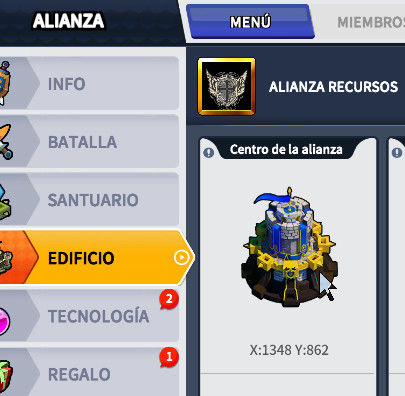 ALIANZA
MENÚ
MIEMBROS
INFO
ALIANZA RECURSOS
BATALLA
Centro de la alianza
SANTUARIO
EDIFICIO
2
TECNOLOGÍA
X:1348 Y:862
1
REGALO